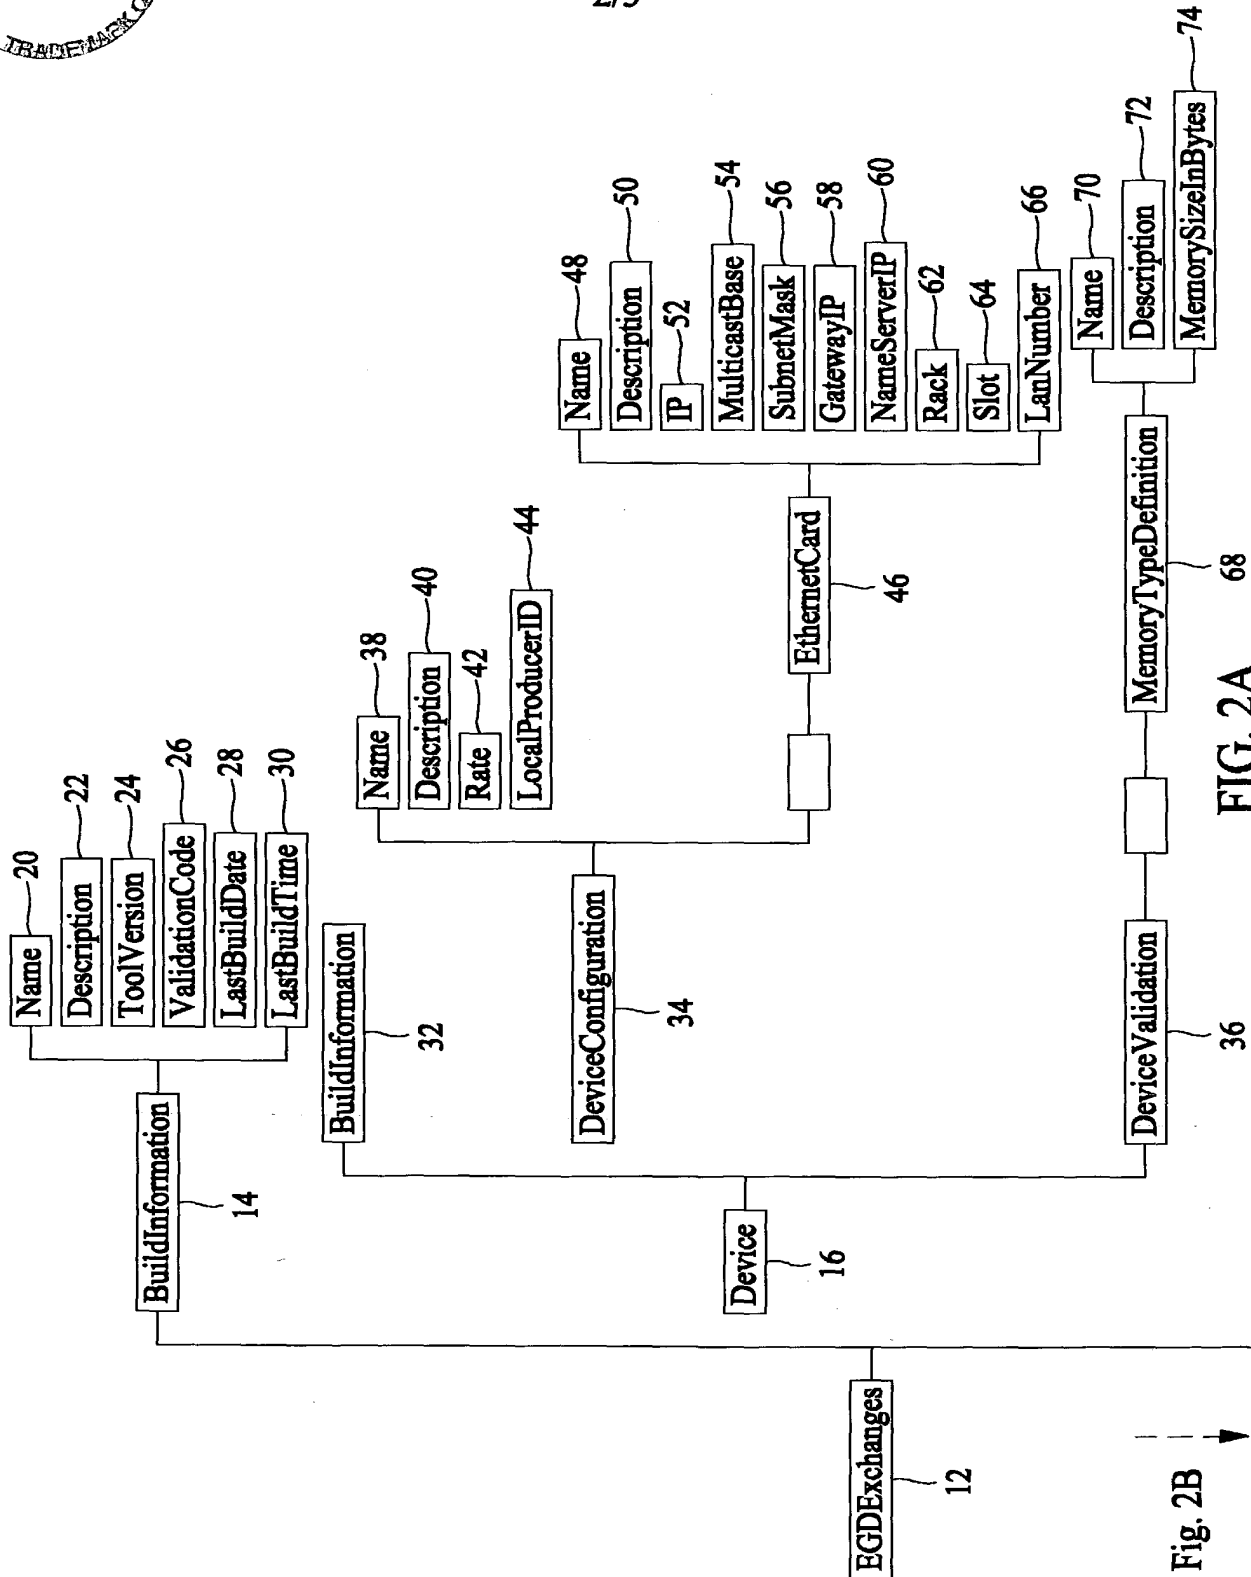 TRADEMARK
2/5
BuildInformation
14
Name
20
Description
22
ToolVersion
24
ValidationCode
26
LastBuildDate
28
LastBuildTime
30
BuildInformation
32
EGDExchanges
12
Device
16
DeviceConfiguration
34
Name
38
Description
40
Rate
42
LocalProducerID
44
EthernetCard
46
Name
48
Description
50
IP
52
MulticastBase
54
SubnetMask
56
GatewayIP
58
NameServerIP
60
Rack
62
Slot
64
LanNumber
66
DeviceValidation
36
MemoryTypeDefinition
68
Name
70
Description
72
MemorySizeInBytes
74
Fig. 2B
FIG. 2A